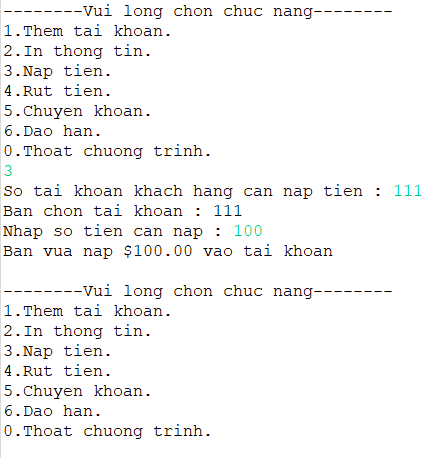 --------Vui long chon chuc nang--------
1.Them tai khoan.
2.In thong tin.
3.Nap tien.
4.Rut tien.
5.Chuyen khoan.
6.Dao han.
0.Thoat chuong trinh.
3
So tai khoan khach hang can nap tien : 111
Ban chon tai khoan : 111
Nhap so tien can nap : 100
Ban vua nap $100.00 vao tai khoan
--------Vui long chon chuc nang--------
1.Them tai khoan.
2.In thong tin.
3.Nap tien.
4.Rut tien.
5.Chuyen khoan.
6.Dao han.
0.Thoat chuong trinh.